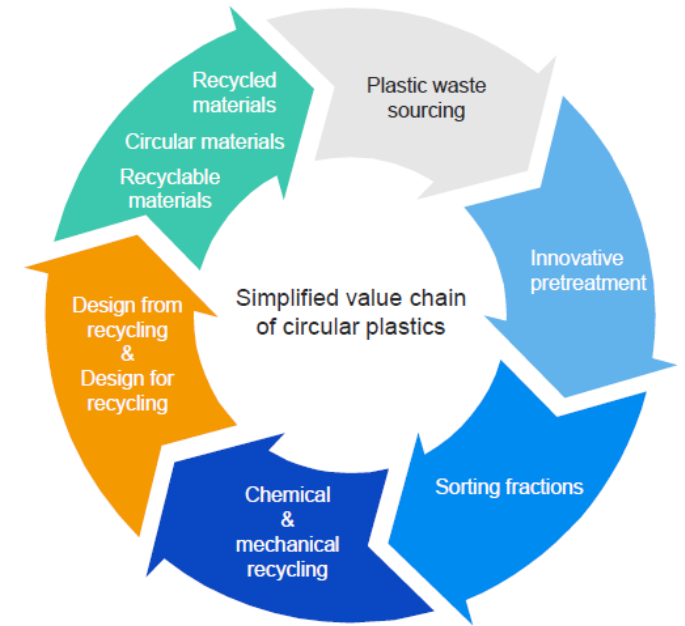 Recycled
materials
Circular materials
Recyclable
materials
Plastic waste
sourcing
Innovative
pretreatment
Sorting fractions
Chemical
&
mechanical
recycling
Design from
recycling
&
Design for
recycling
Simplified value chain
of circular plastics